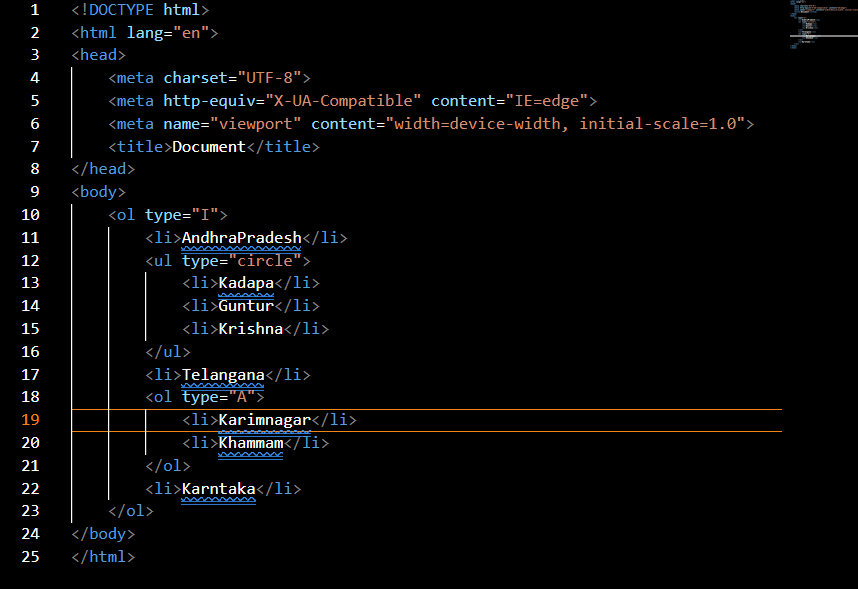 1 <!DOCTYPE html>
2 <html lang="en">
3 <head>
4     <meta charset="UTF-8">
5     <meta http-equiv="X-UA-Compatible" content="IE=edge">
6     <meta name="viewport" content="width=device-width, initial-scale=1.0">
7     <title>Document</title>
8 </head>
9 <body>
10     <ol type="I">
11         <li>AndhraPradesh</li>
12         <ul type="circle">
13             <li>Kadapa</li>
14             <li>Guntur</li>
15             <li>Krishna</li>
16         </ul>
17         <li>Telangana</li>
18         <ol type="A">
19             <li>Karimnagar</li>
20             <li>Khammam</li>
21         </ol>
22         <li>Karntaka</li>
23     </ol>
24 </body>
25 </html>